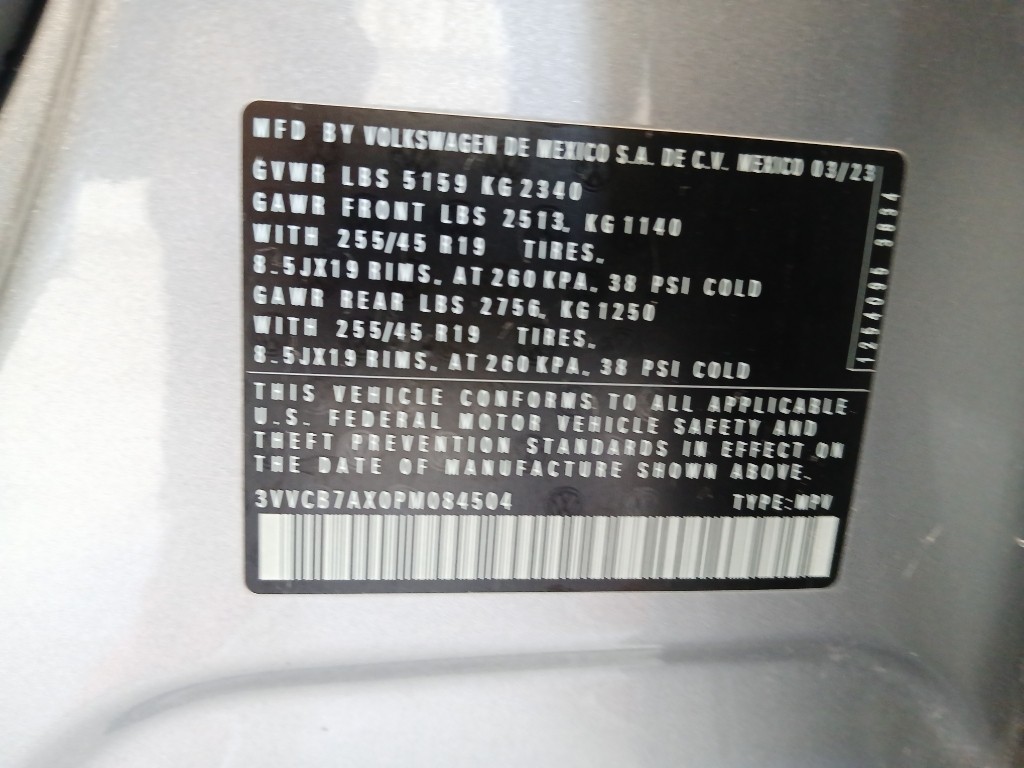 MFD BY VOLKSWAGEN DE MEXICO S.A. DE C.V. MEXICO 03/23
GVWR LBS 5159 KG 2340
GAWR FRONT LBS 2513, KG 1140
WITH 255/45 R19 TIRES,
8.5JX19 RIMS, AT 260 KPA, 38 PSI COLD
GAWR REAR LBS 2756, KG 1250
WITH 255/45 R19 TIRES,
8.5JX19 RIMS, AT 260 KPA, 38 PSI COLD
THIS VEHICLE CONFORMS TO ALL APPLICABLE
U.S. FEDERAL MOTOR VEHICLE SAFETY AND
THEFT PREVENTION STANDARDS IN EFFECT ON
THE DATE OF MANUFACTURE SHOWN ABOVE.
3VVCB7AX0PM084504 TYPE:MPV